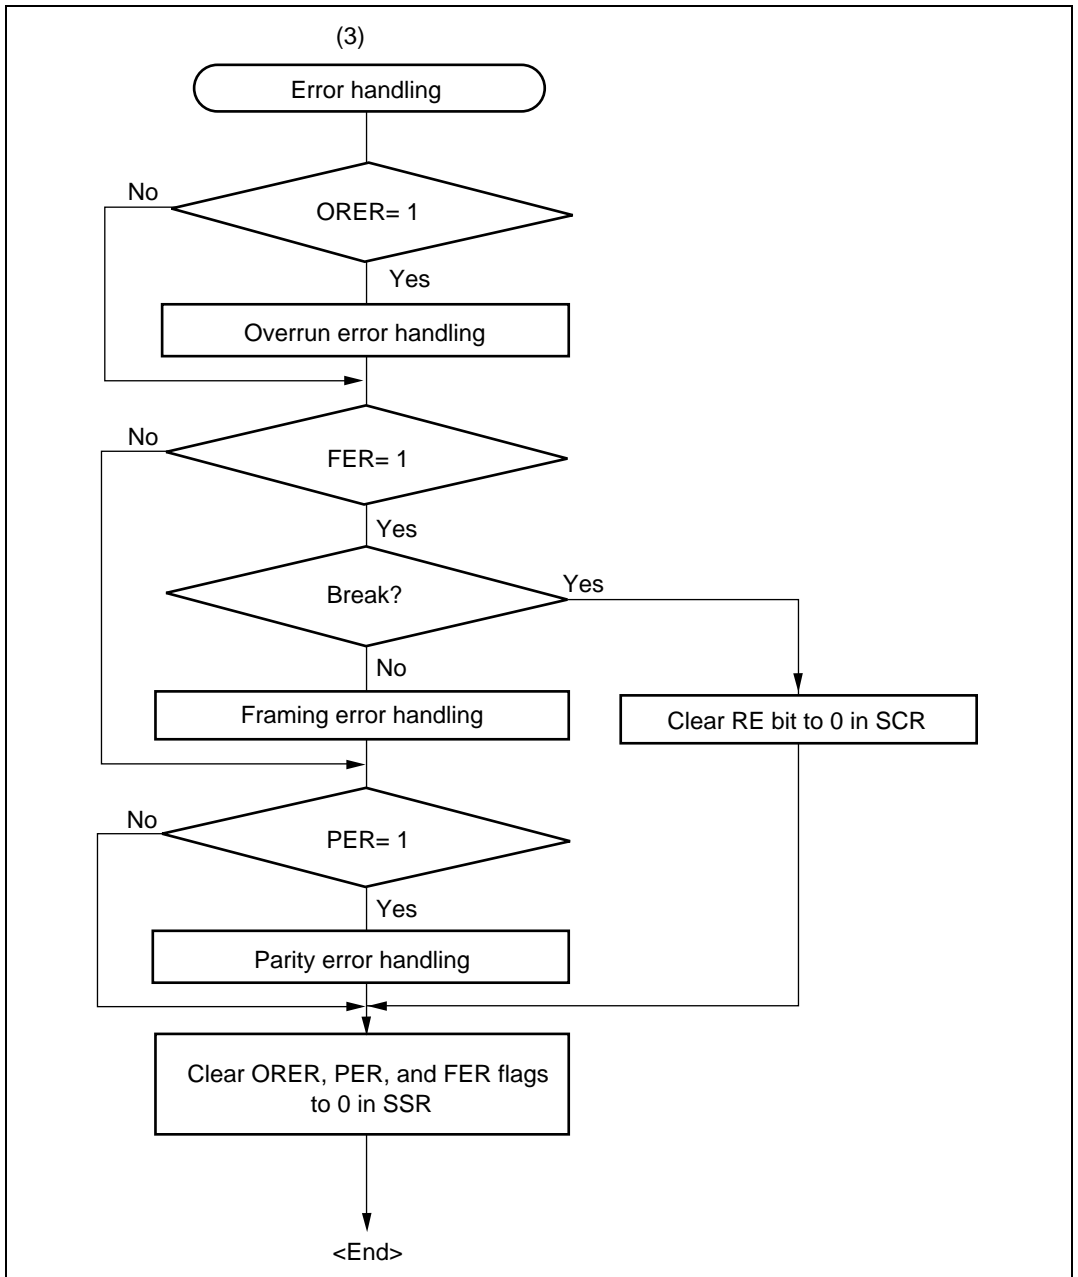 (3)
Error handling
No
ORER= 1
Yes
Overrun error handling
No
FER= 1
Yes
Break?
Yes
No
Framing error handling
Clear RE bit to 0 in SCR
No
PER= 1
Yes
Parity error handling
Clear ORER, PER, and FER flags
to 0 in SSR
<End>